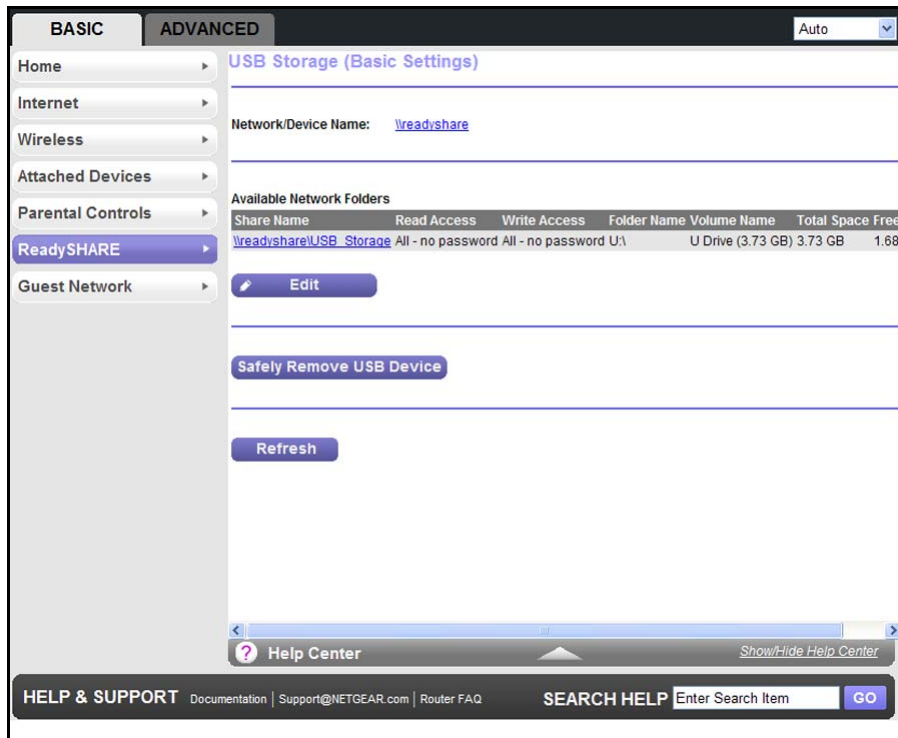 BASIC ADVANCED Auto
Home
Internet
Wireless
Attached Devices
Parental Controls
ReadySHARE
Guest Network
USB Storage (Basic Settings)
Network/Device Name: \\readyshare
Available Network Folders
Share Name Read Access Write Access Folder Name Volume Name Total Space Free
\\readyshare\USB_Storage All - no password All - no password U:\ U Drive (3.73 GB) 3.73 GB 1.68
Edit
Safely Remove USB Device
Refresh
? Help Center Show/Hide Help Center
HELP & SUPPORT Documentation | Support@NETGEAR.com | Router FAQ SEARCH HELP Enter Search Item GO